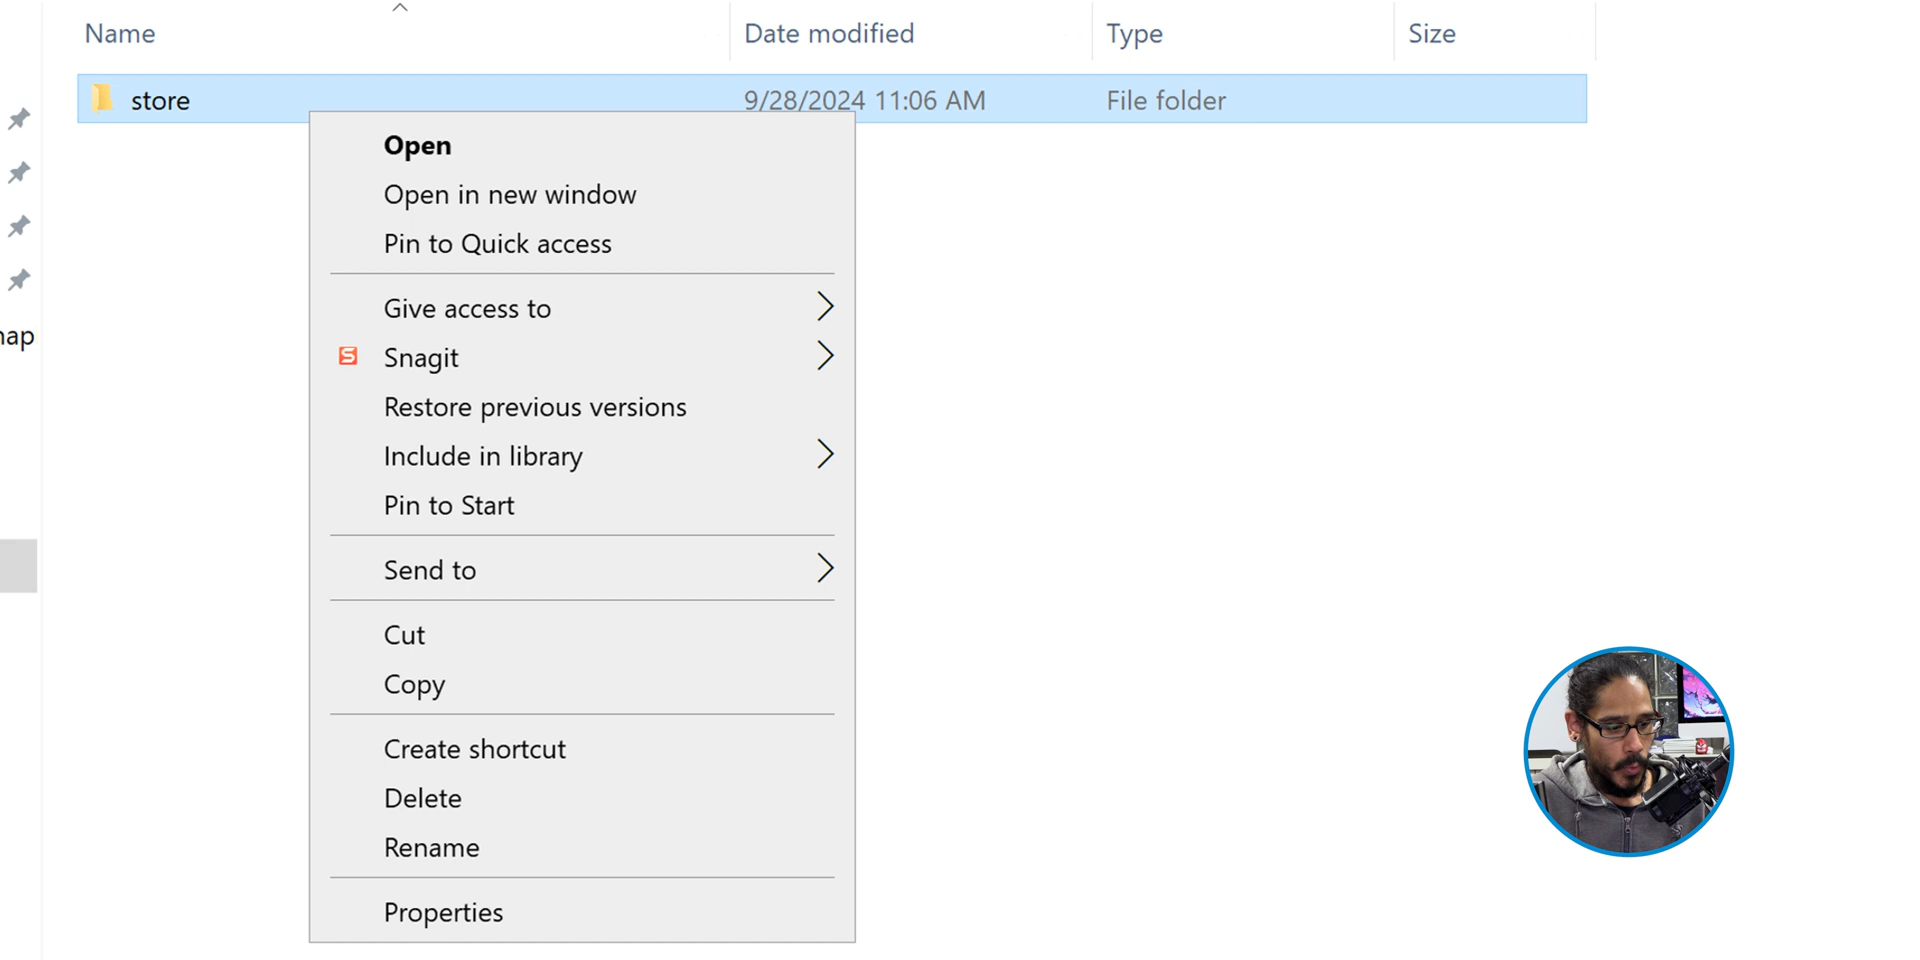 Name Date modified Type Size
store 9/28/2024 11:06 AM File folder
Open
Open in new window
Pin to Quick access
Give access to
Snagit
Restore previous versions
Include in library
Pin to Start
Send to
Cut
Copy
Create shortcut
Delete
Rename
Properties